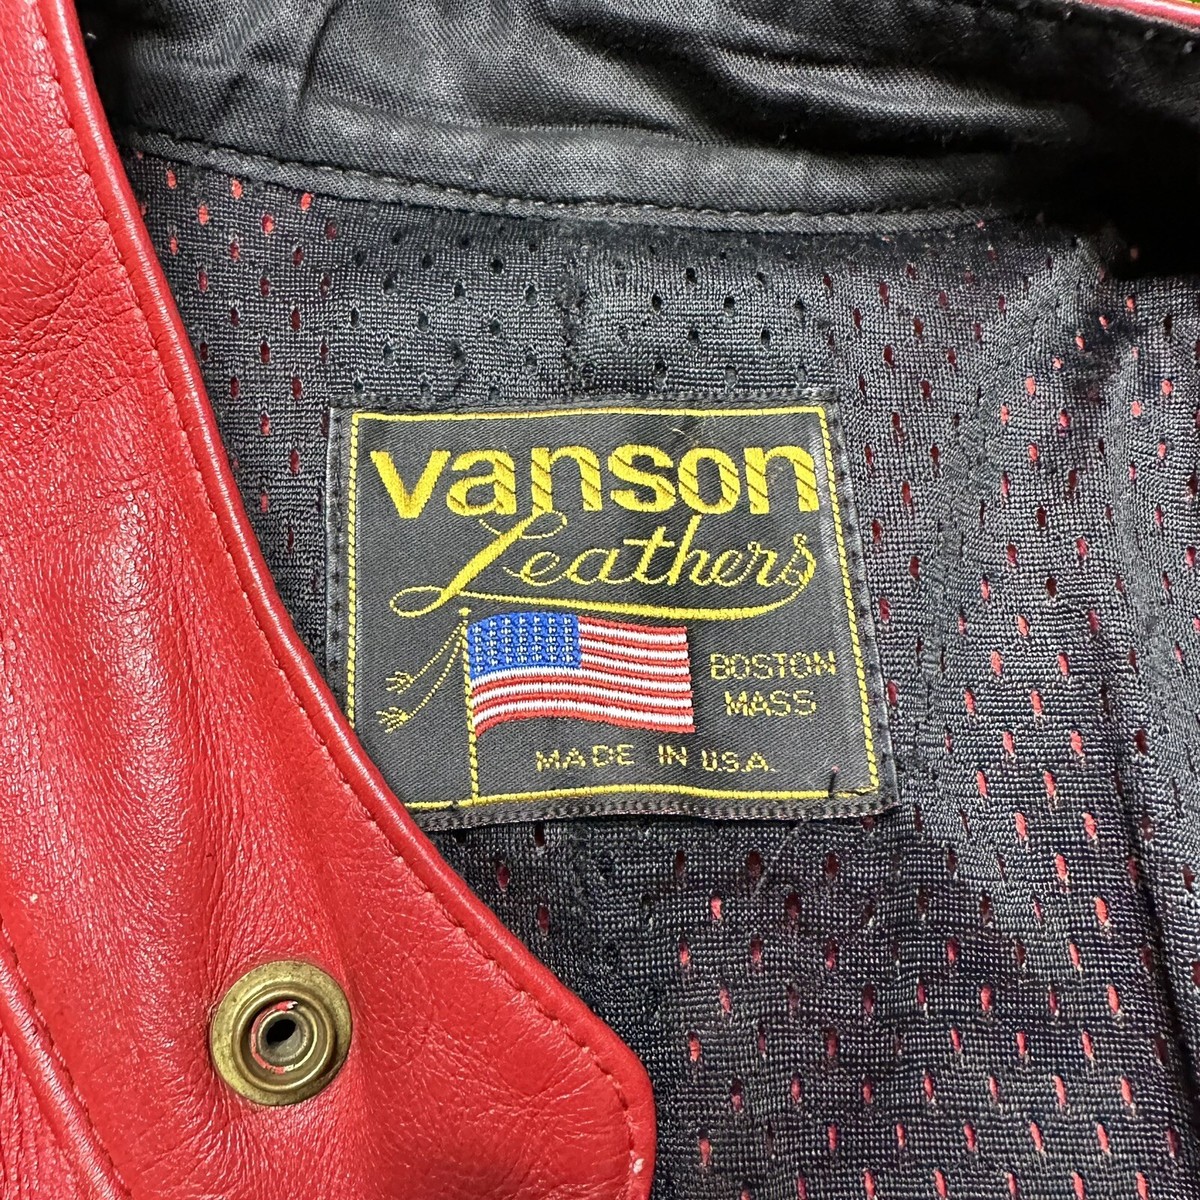 vanson
Leathers
BOSTON
MASS
MADE IN U.S.A.